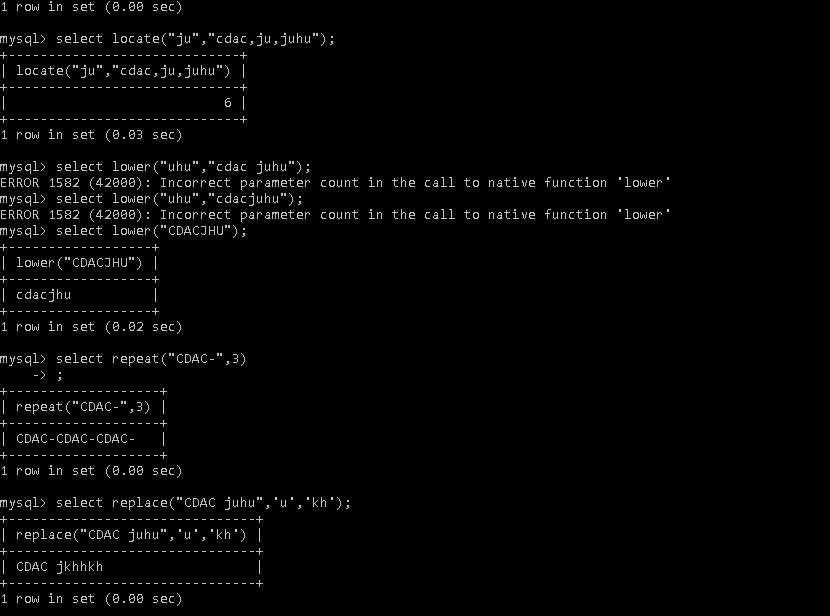 1 row in set (0.00 sec)

mysql> select locate("ju","cdac,ju,juhu");
+-----------------------------+
| locate("ju","cdac,ju,juhu") |
+-----------------------------+
|                           6 |
+-----------------------------+
1 row in set (0.03 sec)

mysql> select lower("uhu","cdac juhu");
ERROR 1582 (42000): Incorrect parameter count in the call to native function 'lower'
mysql> select lower("uhu","cdacjuhu");
ERROR 1582 (42000): Incorrect parameter count in the call to native function 'lower'
mysql> select lower("CDACJHU");
+------------------+
| lower("CDACJHU") |
+------------------+
| cdacjhu          |
+------------------+
1 row in set (0.02 sec)

mysql> select repeat("CDAC-",3)
    -> ;
+-------------------+
| repeat("CDAC-",3) |
+-------------------+
| CDAC-CDAC-CDAC-   |
+-------------------+
1 row in set (0.00 sec)

mysql> select replace("CDAC juhu",'u','kh');
+-------------------------------+
| replace("CDAC juhu",'u','kh') |
+-------------------------------+
| CDAC jkhhkh                   |
+-------------------------------+
1 row in set (0.00 sec)